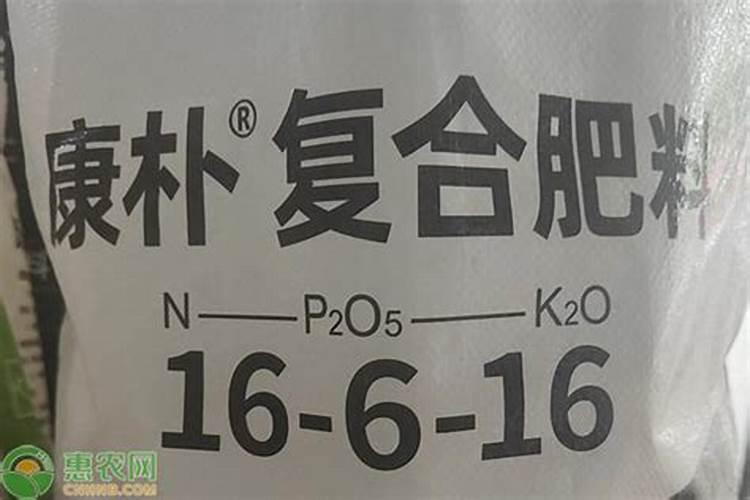 康朴®复合肥料
N——P₂O₅——K₂O
16-6-16
惠农网
CNHNB.COM